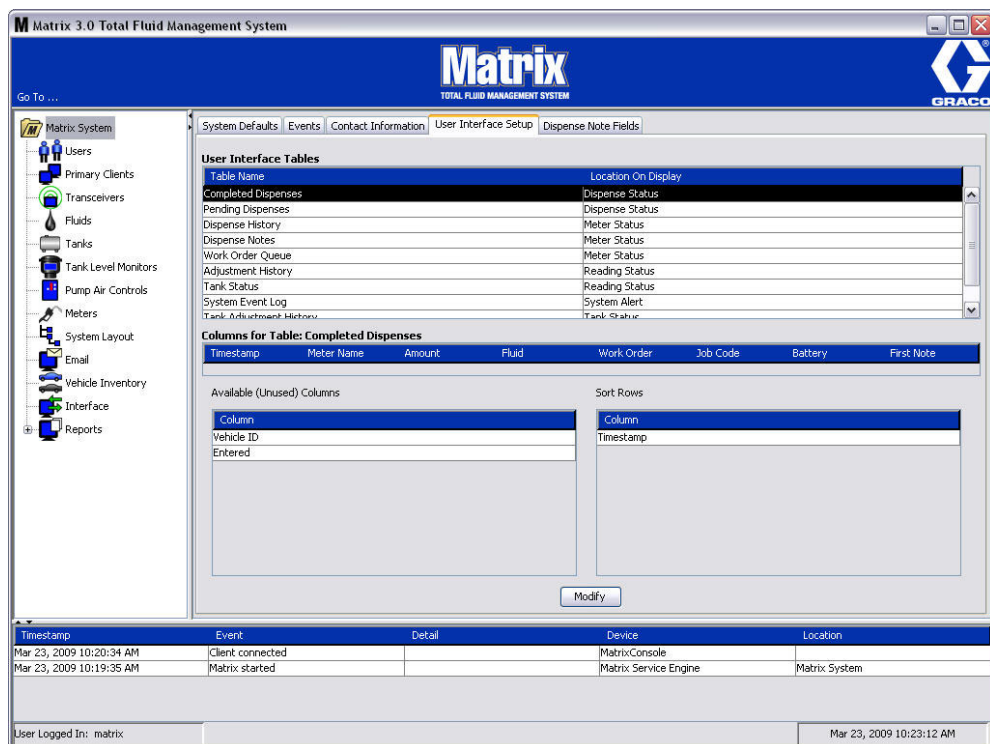 M Matrix 3.0 Total Fluid Management System
Matrix
TOTAL FLUID MANAGEMENT SYSTEM
GRACO
Go To ...
Matrix System
Users
Primary Clients
Transceivers
Fluids
Tanks
Tank Level Monitors
Pump Air Controls
Meters
System Layout
Email
Vehicle Inventory
Interface
Reports
System Defaults Events Contact Information User Interface Setup Dispense Note Fields
User Interface Tables
Table Name Location On Display
Completed Dispenses Dispense Status
Pending Dispenses Dispense Status
Dispense History Meter Status
Dispense Notes Meter Status
Work Order Queue Meter Status
Adjustment History Reading Status
Tank Status Reading Status
System Event Log System Alert
Tank Adjustment History Tank Status
Columns for Table: Completed Dispenses
Timestamp Meter Name Amount Fluid Work Order Job Code Battery First Note
Available (Unused) Columns Sort Rows
Column Column
Vehicle ID Timestamp
Entered
Modify
Timestamp Event Detail Device Location
Mar 23, 2009 10:20:34 AM Client connected MatrixConsole
Mar 23, 2009 10:19:35 AM Matrix started Matrix Service Engine Matrix System
User Logged In: matrix Mar 23, 2009 10:23:12 AM